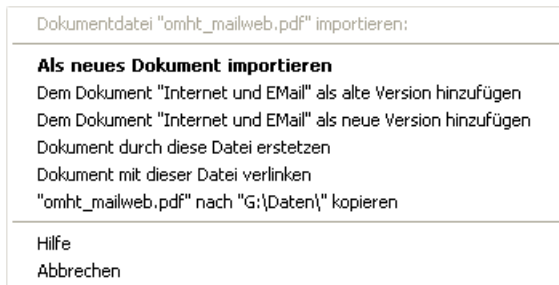 Dokumentdatei "omht_mailweb.pdf" importieren:
Als neues Dokument importieren
Dem Dokument "Internet und EMail" als alte Version hinzufügen
Dem Dokument "Internet und EMail" als neue Version hinzufügen
Dokument durch diese Datei erstetzen
Dokument mit dieser Datei verlinken
"omht_mailweb.pdf" nach "G:\Daten\" kopieren
Hilfe
Abbrechen